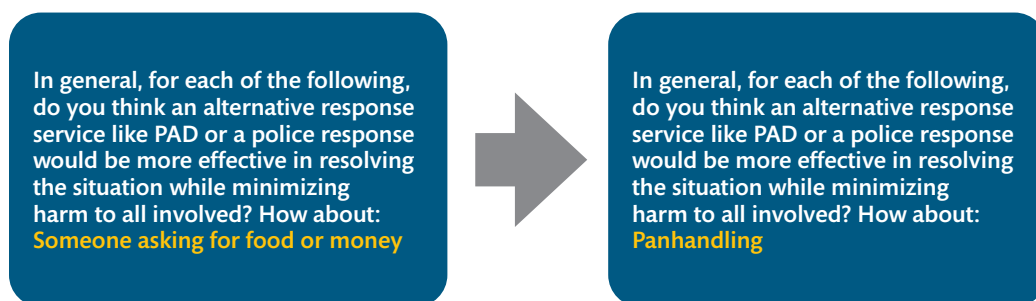 In general, for each of the following,
do you think an alternative response
service like PAD or a police response
would be more effective in resolving
the situation while minimizing
harm to all involved? How about:
Someone asking for food or money
In general, for each of the following,
do you think an alternative response
service like PAD or a police response
would be more effective in resolving
the situation while minimizing
harm to all involved? How about:
Panhandling